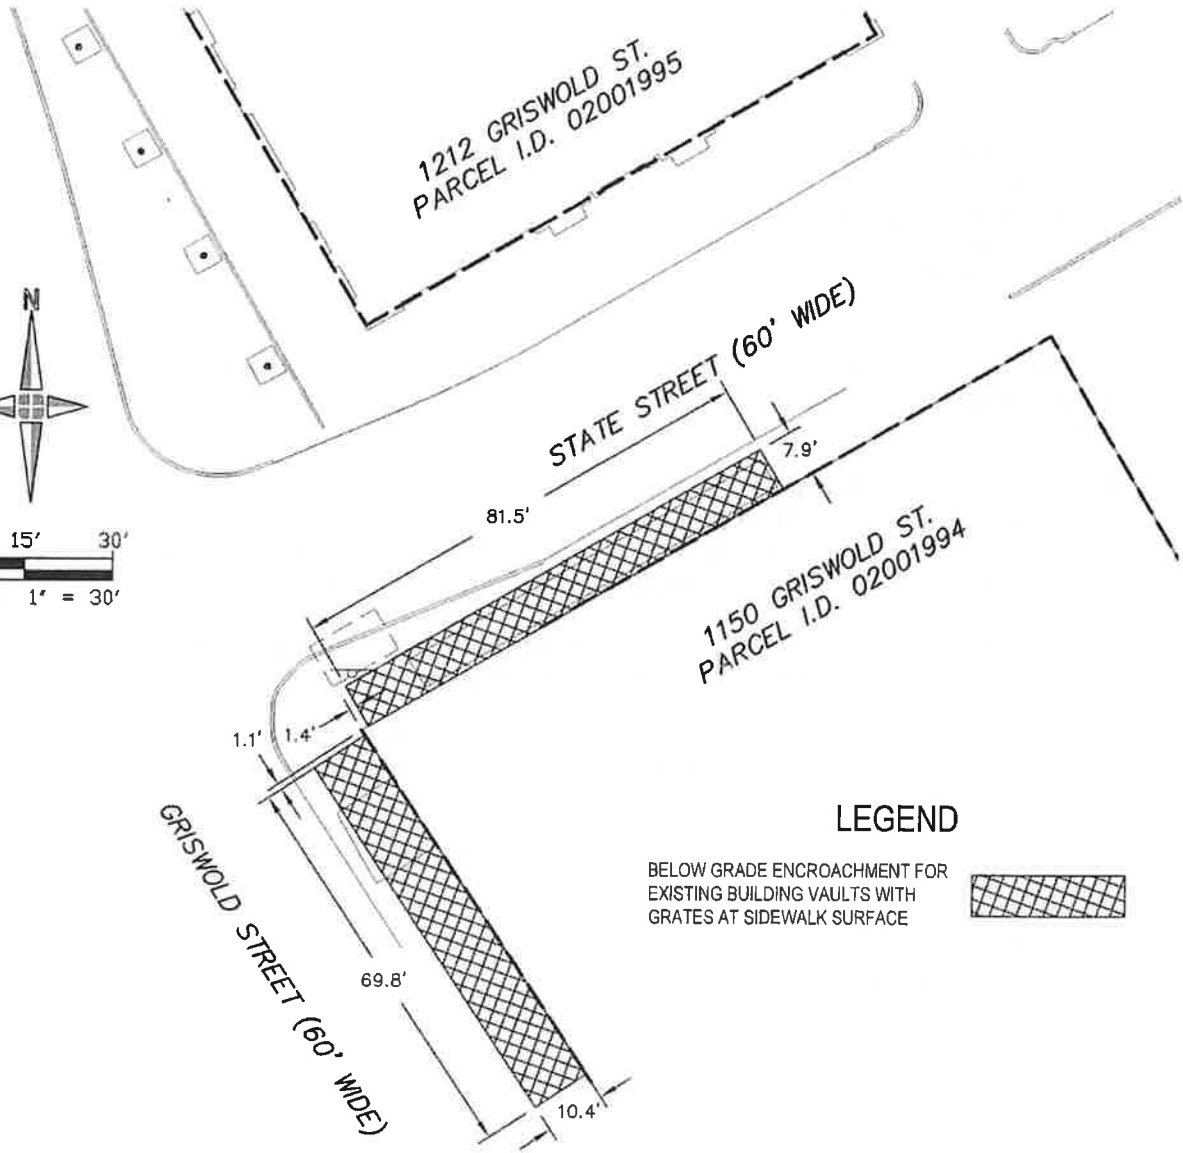 1212 GRISWOLD ST.
PARCEL I.D. 02001995
N
STATE STREET (60' WIDE)
7.9'
81.5'
15' 30'
1" = 30'
1150 GRISWOLD ST.
PARCEL I.D. 02001994
1.1' 1.4'
GRISWOLD STREET (60' WIDE)
69.8'
10.4'
LEGEND
BELOW GRADE ENCROACHMENT FOR
EXISTING BUILDING VAULTS WITH
GRATES AT SIDEWALK SURFACE